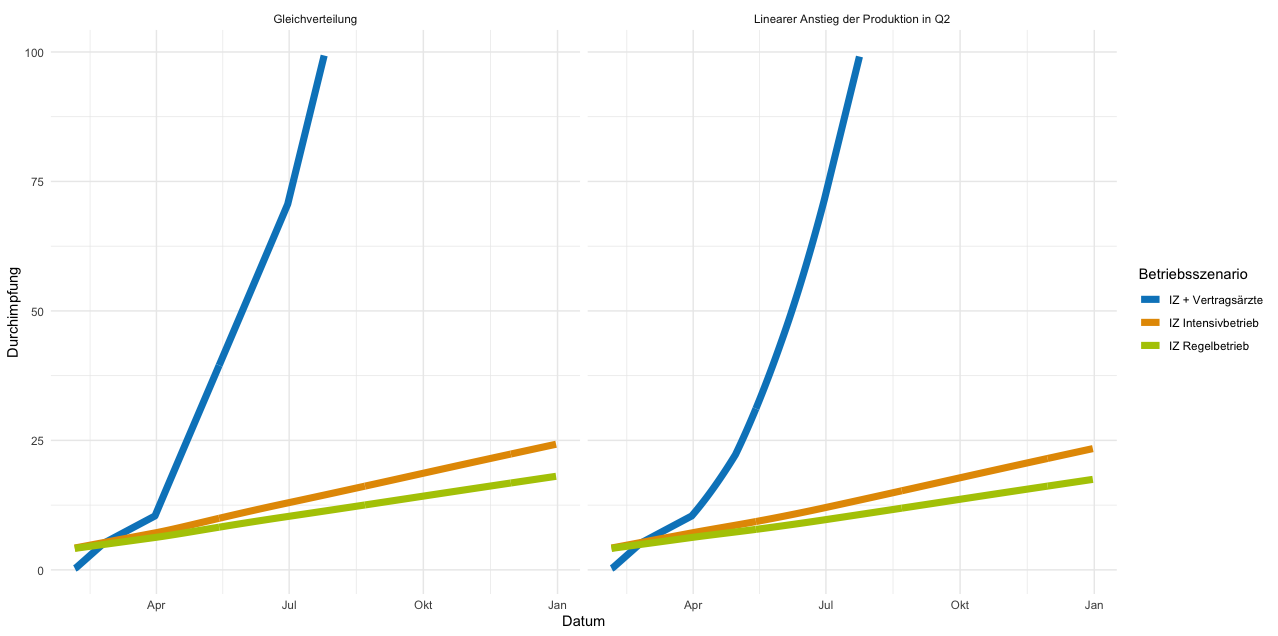 Gleichverteilung
Linearer Anstieg der Produktion in Q2
100
75
50
25
0
Durchimpfung
Apr
Jul
Okt
Jan
Apr
Jul
Okt
Jan
Datum
Betriebsszenario
IZ + Vertragsärzte
IZ Intensivbetrieb
IZ Regelbetrieb